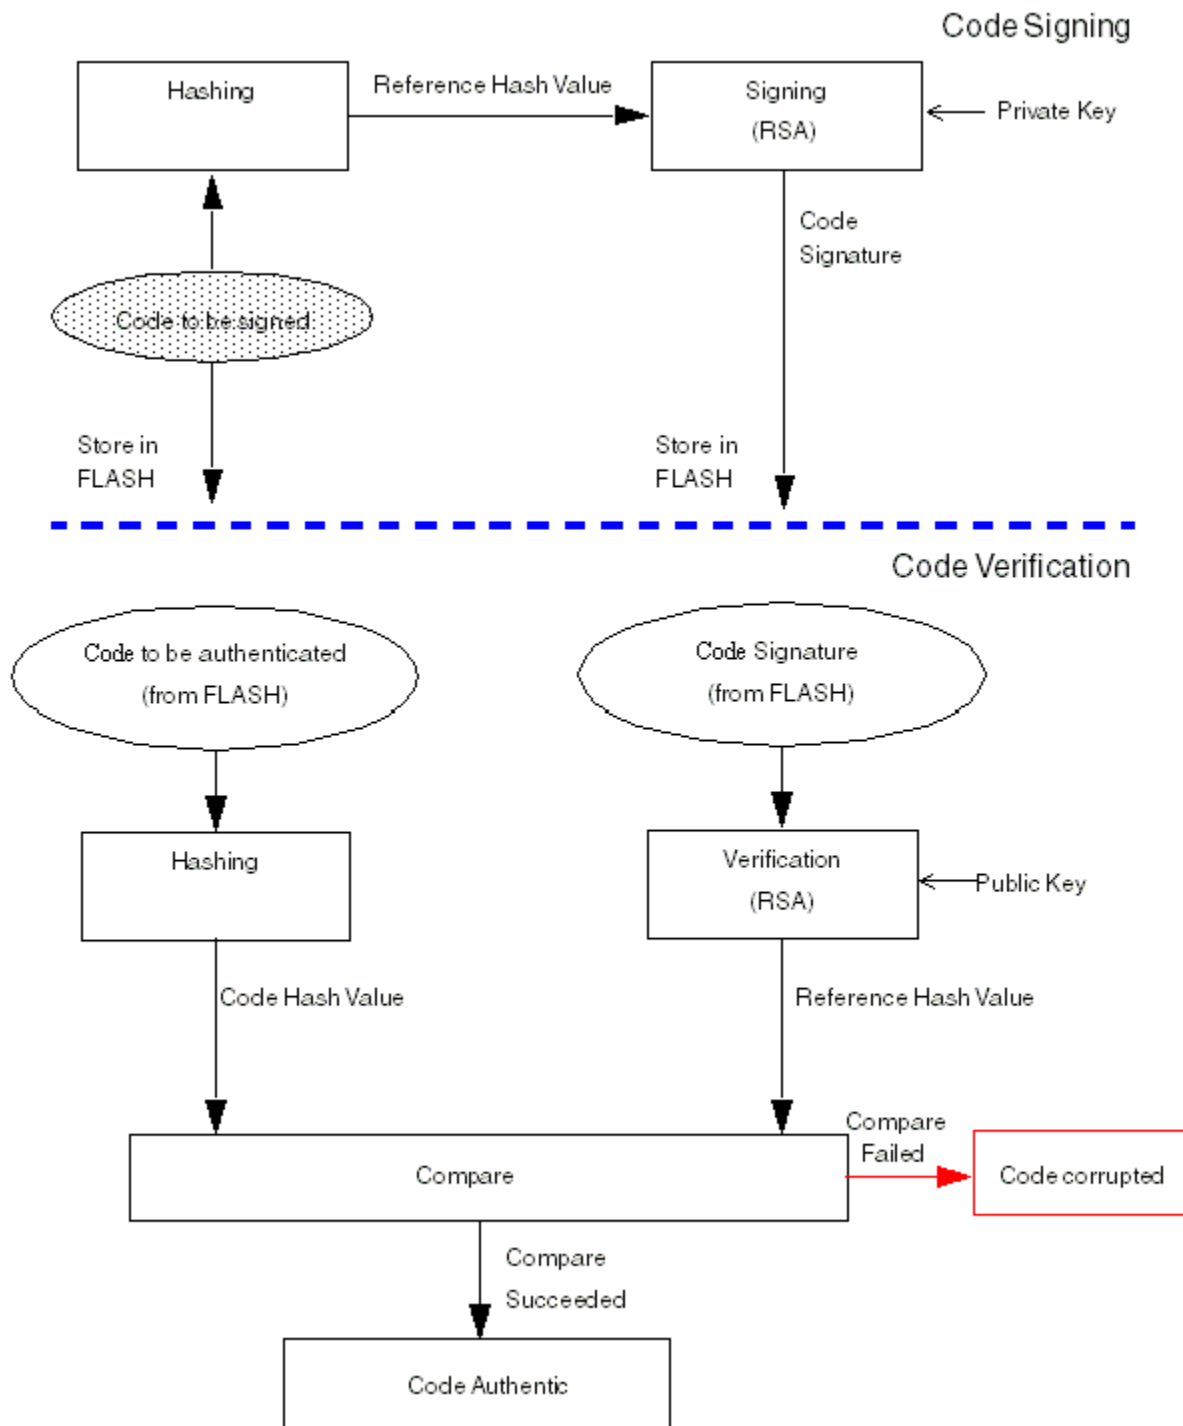 Code Signing
Hashing
Reference Hash Value
Signing
(RSA)
Private Key
Code
Signature
Code to be signed
Store in
FLASH
Store in
FLASH
Code Verification
Code to be authenticated
(from FLASH)
Code Signature
(from FLASH)
Hashing
Verification
(RSA)
Public Key
Code Hash Value
Reference Hash Value
Compare
Failed
Compare
Code corrupted
Compare
Succeeded
Code Authentic